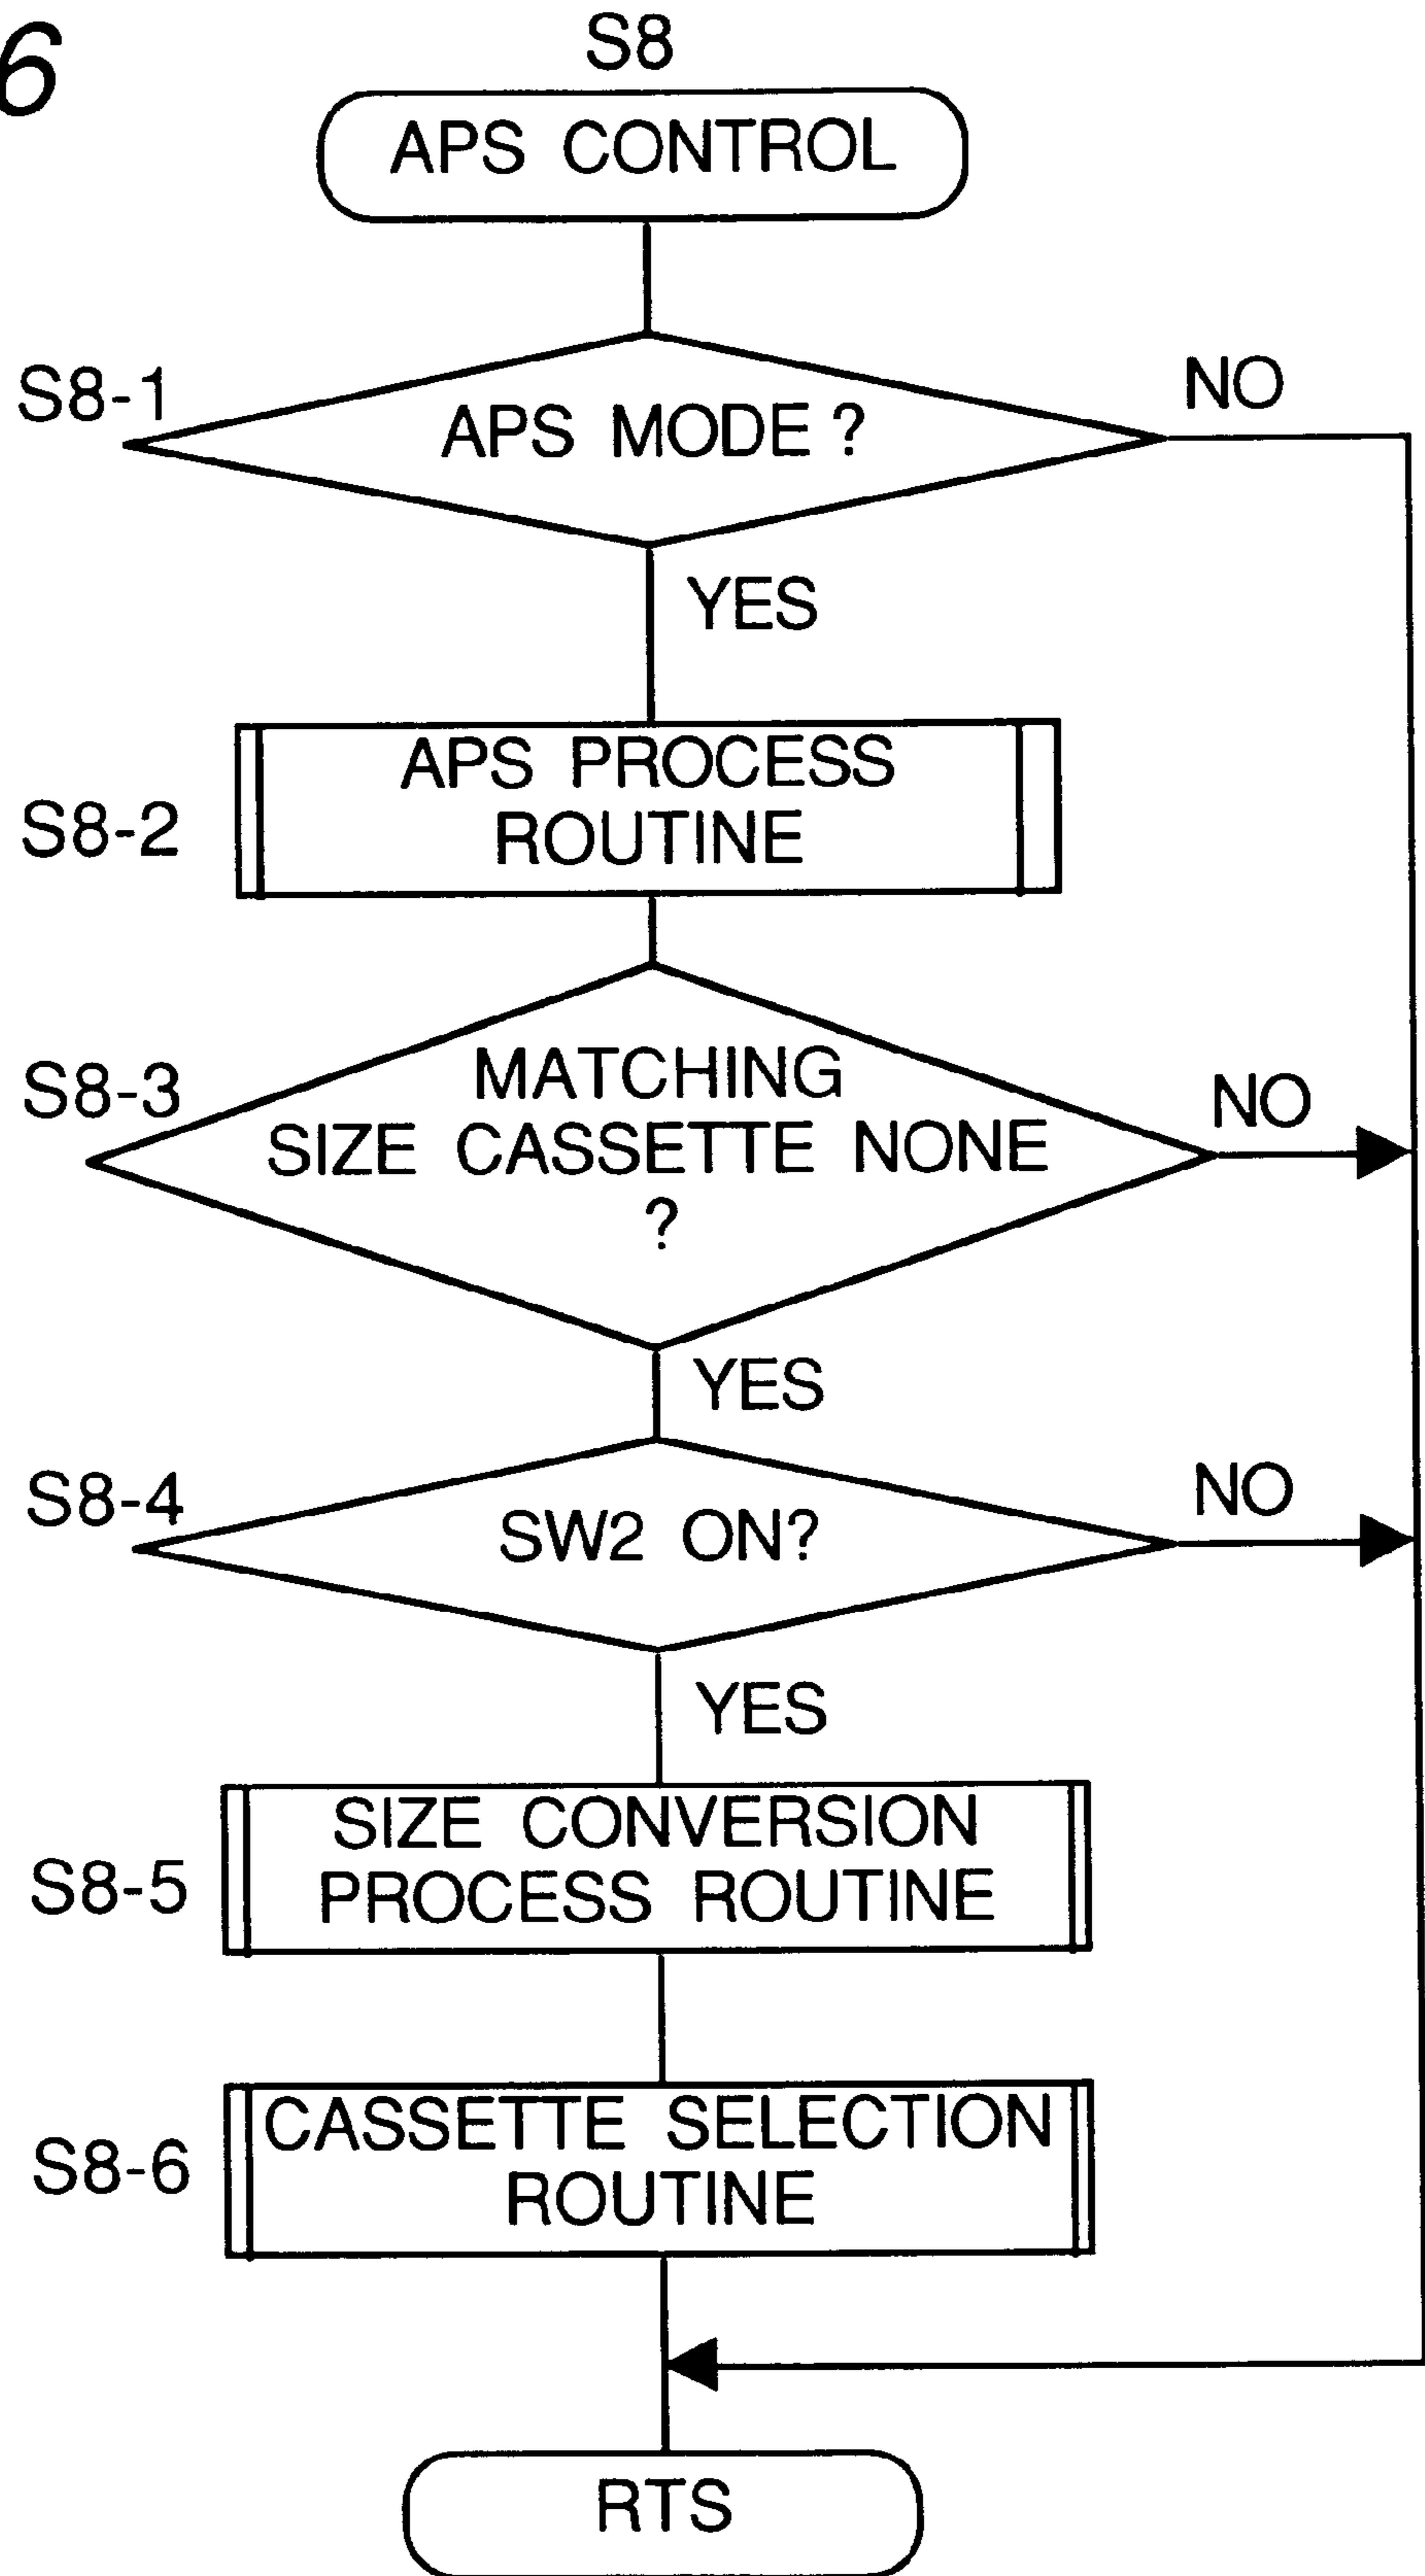 6
S8
APS CONTROL
S8-1
APS MODE ?
NO
YES
S8-2
APS PROCESS
ROUTINE
S8-3
MATCHING
SIZE CASSETTE NONE
?
NO
YES
S8-4
SW2 ON?
NO
YES
S8-5
SIZE CONVERSION
PROCESS ROUTINE
S8-6
CASSETTE SELECTION
ROUTINE
RTS